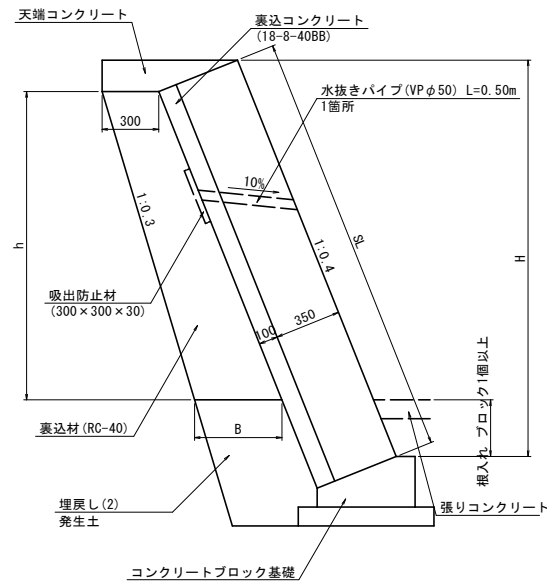 天端コンクリート
裏込コンクリート
(18-8-40BB)
水抜きパイプ(VPφ50) L=0.50m
1箇所
300
10%
1:0.3
SL
h
1:0.4
H
吸出防止材
(300×300×30)
100
350
裏込材(RC-40)
B
根入れ ブロック1個以上
埋戻し(2)
発生土
張りコンクリート
コンクリートブロック基礎